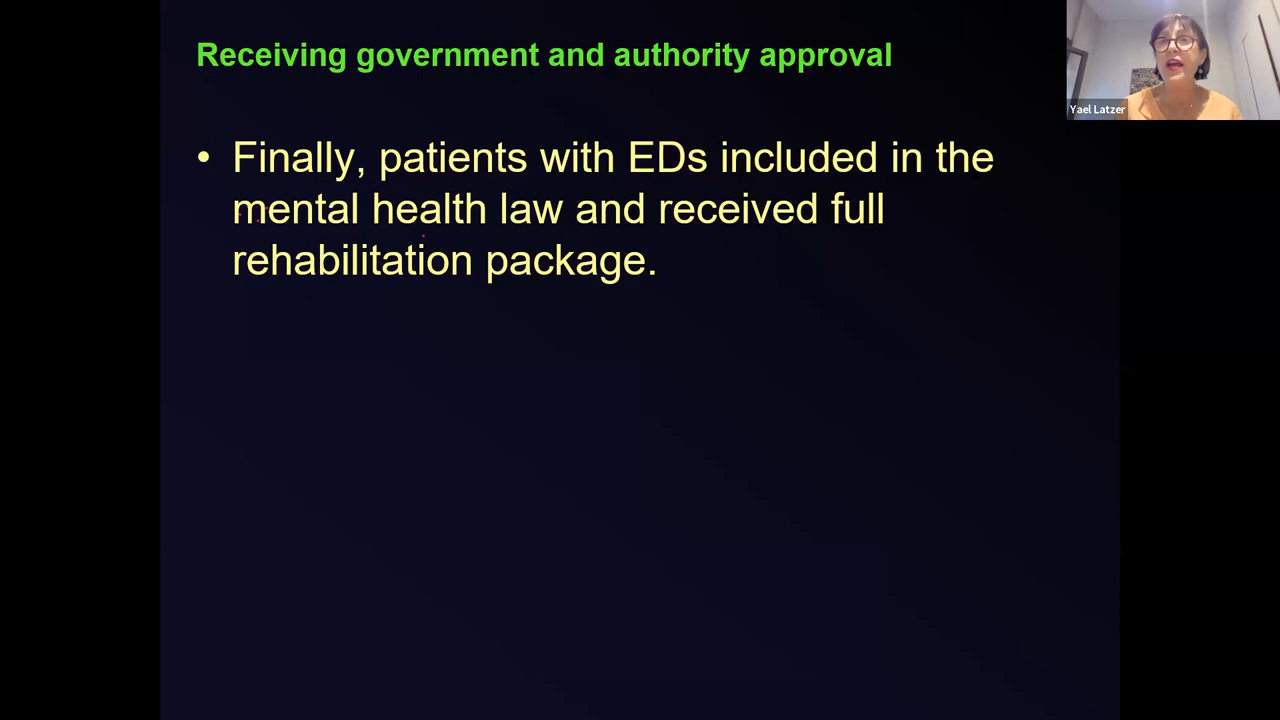 Receiving government and authority approval
Yael Latzer
• Finally, patients with EDs included in the
mental health law and received full
rehabilitation package.